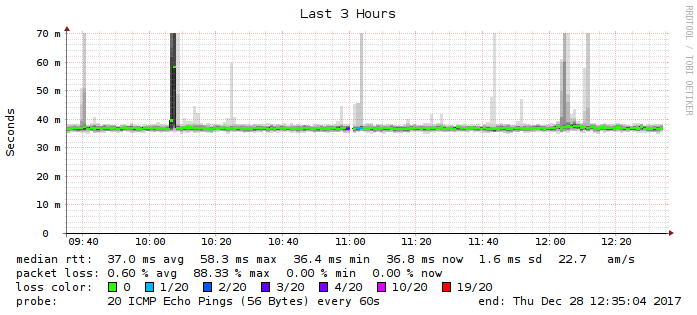 Last 3 Hours
RRDTOOL / TOBI OETIKER
Seconds
70 m
60 m
50 m
40 m
30 m
20 m
10 m
0
09:40 10:00 10:20 10:40 11:00 11:20 11:40 12:00 12:20
median rtt: 37.0 ms avg 58.3 ms max 36.4 ms min 36.8 ms now 1.6 ms sd 22.7 am/s
packet loss: 0.60 % avg 88.33 % max 0.00 % min 0.00 % now
loss color: 0 1/20 2/20 3/20 4/20 10/20 19/20
probe: 20 ICMP Echo Pings (56 Bytes) every 60s end: Thu Dec 28 12:35:04 2017